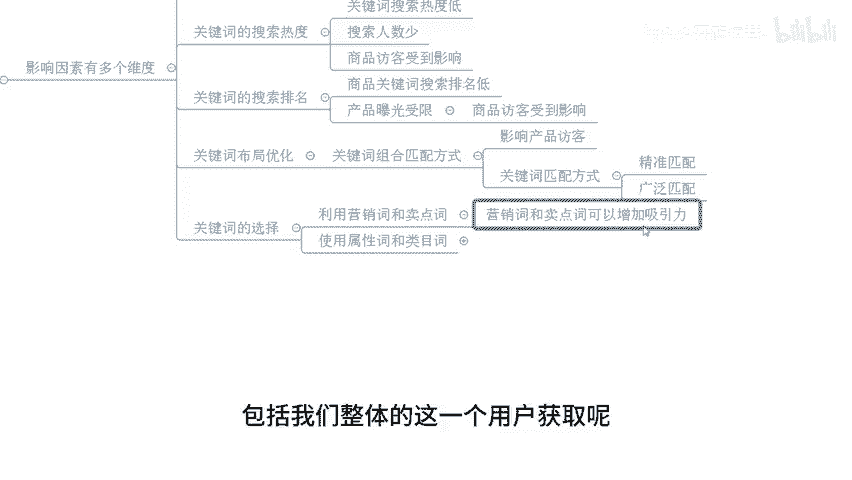 关键词搜索热度低
关键词的搜索热度
搜索人数少
商品访客受到影响
影响因素有多个维度
商品关键词搜索排名低
关键词的搜索排名
产品曝光受限
商品访客受到影响
影响产品访客
关键词布局优化
关键词组合匹配方式
精准匹配
关键词匹配方式
广泛匹配
利用营销词和卖点词
营销词和卖点词可以增加吸引力
关键词的选择
使用属性词和类目词
包括我们整体的这一个用户获取呢
bilibili